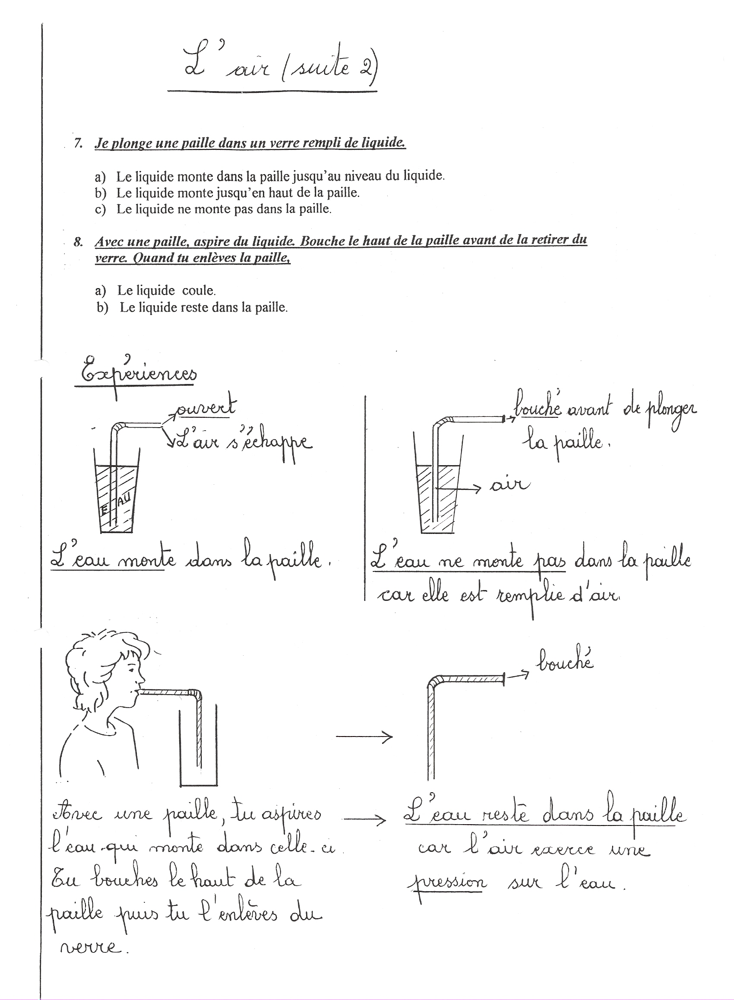 L'air (suite 2)
7. Je plonge une paille dans un verre rempli de liquide.
a) Le liquide monte dans la paille jusqu'au niveau du liquide.
b) Le liquide monte jusqu'en haut de la paille.
c) Le liquide ne monte pas dans la paille.
8. Avec une paille, aspire du liquide. Bouche le haut de la paille avant de la retirer du
verre. Quand tu enlèves la paille,
a) Le liquide coule.
b) Le liquide reste dans la paille.
Expériences
ouvert
L'air s'échappe
EAU
L'eau monte dans la paille.
bouché avant de plonger
la paille.
air
L'eau ne monte pas dans la paille
car elle est remplie d'air.
bouché
Avec une paille, tu aspires
l'eau qui monte dans celle-ci.
Tu bouches le haut de la
paille puis tu l'enlèves du
verre.
L'eau reste dans la paille
car l'air exerce une
pression sur l'eau.